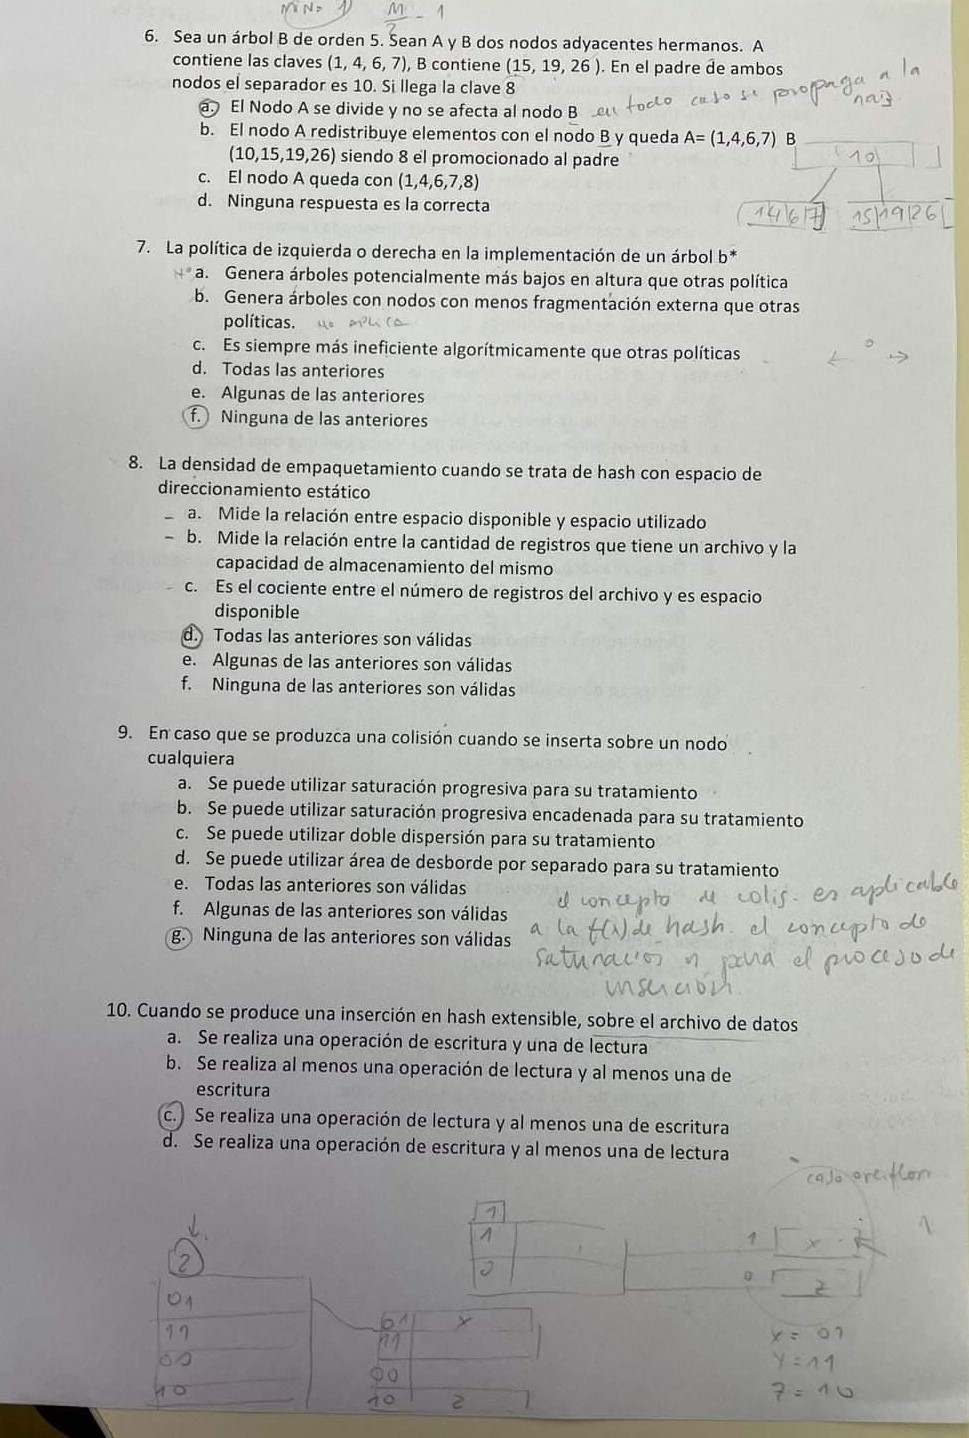 MIN= 1) M/2 - 1
6. Sea un árbol B de orden 5. Sean A y B dos nodos adyacentes hermanos. A
contiene las claves (1, 4, 6, 7), B contiene (15, 19, 26 ). En el padre de ambos
nodos el separador es 10. Si llega la clave 8
a. El Nodo A se divide y no se afecta al nodo B en todo caso se propaga a la raiz
b. El nodo A redistribuye elementos con el nodo B y queda A= (1,4,6,7) B
(10,15,19,26) siendo 8 el promocionado al padre
10
c. El nodo A queda con (1,4,6,7,8)
d. Ninguna respuesta es la correcta
1|4|6|7 15|19|26
7. La política de izquierda o derecha en la implementación de un árbol b*
a. Genera árboles potencialmente más bajos en altura que otras política
b. Genera árboles con nodos con menos fragmentación externa que otras
políticas. no aplica
c. Es siempre más ineficiente algorítmicamente que otras políticas
← o →
d. Todas las anteriores
e. Algunas de las anteriores
f. Ninguna de las anteriores
8. La densidad de empaquetamiento cuando se trata de hash con espacio de
direccionamiento estático
– a. Mide la relación entre espacio disponible y espacio utilizado
– b. Mide la relación entre la cantidad de registros que tiene un archivo y la
capacidad de almacenamiento del mismo
– c. Es el cociente entre el número de registros del archivo y es espacio
disponible
d. Todas las anteriores son válidas
e. Algunas de las anteriores son válidas
f. Ninguna de las anteriores son válidas
9. En caso que se produzca una colisión cuando se inserta sobre un nodo
cualquiera
a. Se puede utilizar saturación progresiva para su tratamiento
b. Se puede utilizar saturación progresiva encadenada para su tratamiento
c. Se puede utilizar doble dispersión para su tratamiento
d. Se puede utilizar área de desborde por separado para su tratamiento
e. Todas las anteriores son válidas
f. Algunas de las anteriores son válidas
g. Ninguna de las anteriores son válidas
el concepto de colis. es aplicable
a la f(x) de hash. el concepto de
saturacion para el proceso de
inserción.
10. Cuando se produce una inserción en hash extensible, sobre el archivo de datos
a. Se realiza una operación de escritura y una de lectura
b. Se realiza al menos una operación de lectura y al menos una de
escritura
c. Se realiza una operación de lectura y al menos una de escritura
d. Se realiza una operación de escritura y al menos una de lectura
caso overflow
1
1
1 x
0 z
2
01
11
00
10
01 x
11
00
10 z
x = 01
y = 11
z = 10